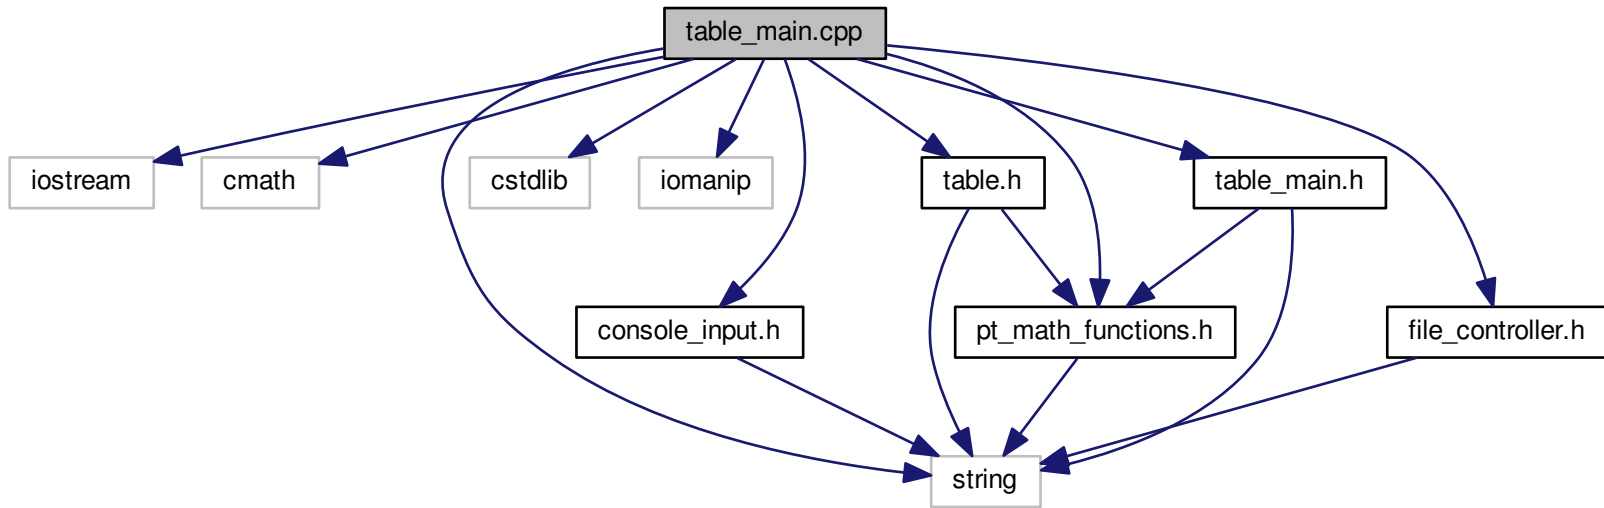 table_main.cpp
iostream
cmath
cstdlib
iomanip
table.h
table_main.h
console_input.h
pt_math_functions.h
file_controller.h
string